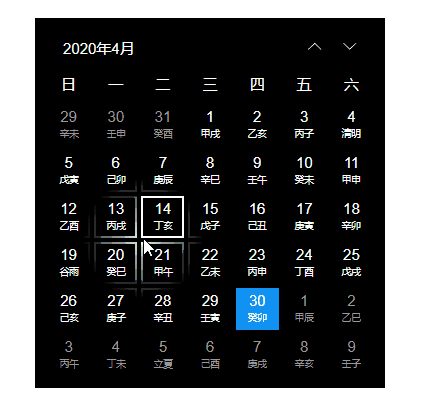 2020年4月
日 一 二 三 四 五 六
29 30 31 1 2 3 4
辛未 壬申 癸酉 甲戌 乙亥 丙子 清明
5 6 7 8 9 10 11
戊寅 己卯 庚辰 辛巳 壬午 癸未 甲申
12 13 14 15 16 17 18
乙酉 丙戌 丁亥 戊子 己丑 庚寅 辛卯
19 20 21 22 23 24 25
谷雨 癸巳 甲午 乙未 丙申 丁酉 戊戌
26 27 28 29 30 1 2
己亥 庚子 辛丑 壬寅 癸卯 甲辰 乙巳
3 4 5 6 7 8 9
丙午 丁未 立夏 己酉 庚戌 辛亥 壬子